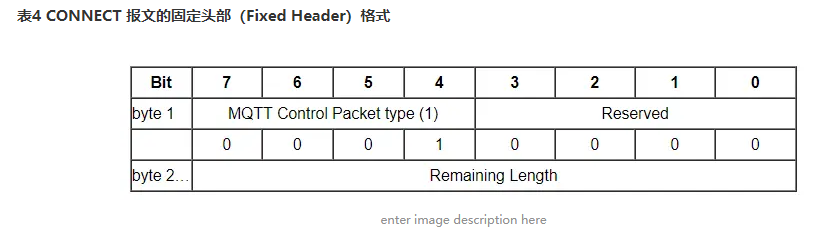 表4 CONNECT 报文的固定头部（Fixed Header）格式
Bit 7 6 5 4 3 2 1 0
byte 1 MQTT Control Packet type (1) Reserved
0 0 0 1 0 0 0 0
byte 2... Remaining Length
enter image description here